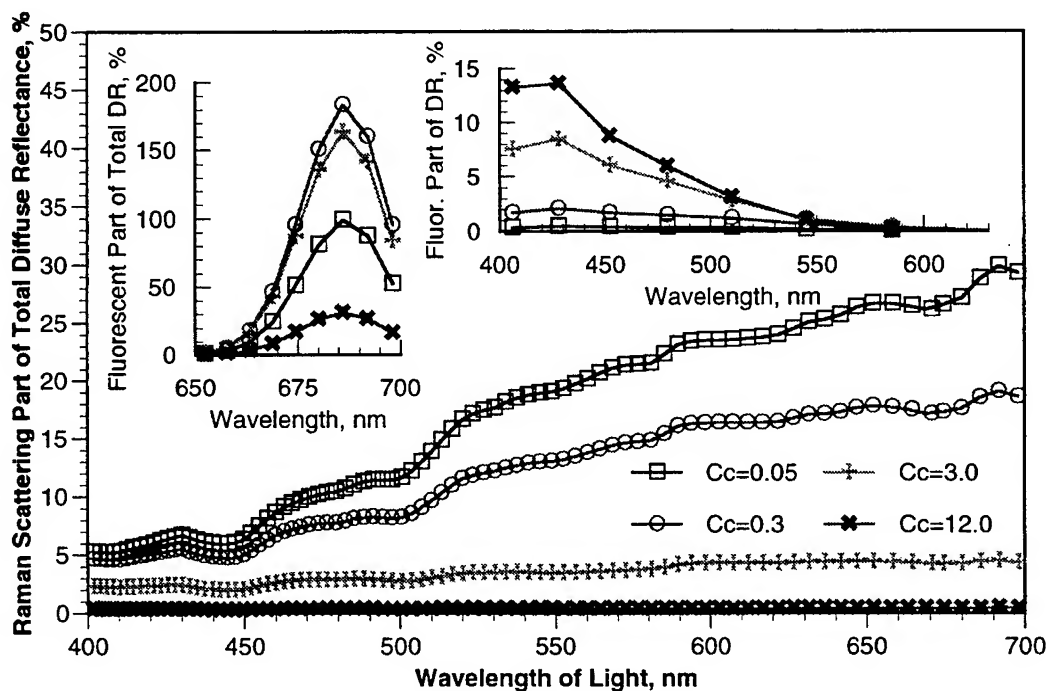 Raman Scattering Part of Total Diffuse Reflectance, %
50
45
40
35
30
25
20
15
10
5
0
400 450 500 550 600 650 700
Wavelength of Light, nm
Fluorescent Part of Total DR, %
200
150
100
50
0
650 675 700
Wavelength, nm
Fluor. Part of DR, %
15
10
5
0
400 450 500 550 600
Wavelength, nm
Cc=0.05 Cc=3.0
Cc=0.3 Cc=12.0